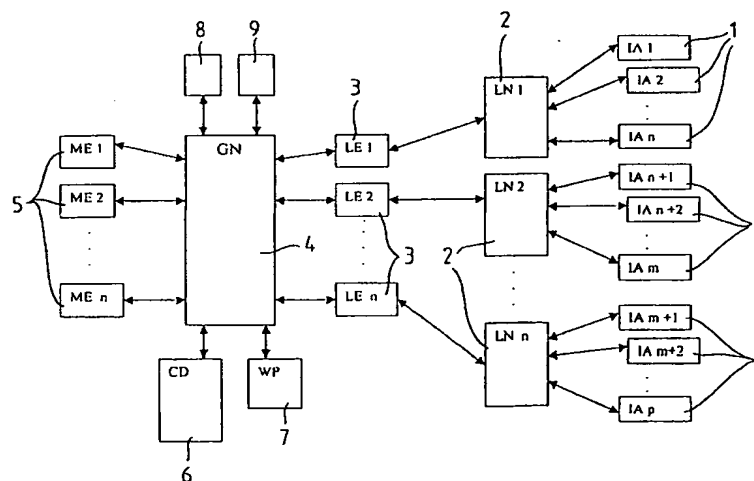 8
9
2
1
IA 1
IA 2
IA n
3
LN 1
GN
ME 1
LE 1
5
ME 2
LE 2
LN 2
IA n+1
IA n+2
IA m
4
3
2
ME n
LE n
LN n
IA m+1
IA m+2
IA p
CD
WP
7
6